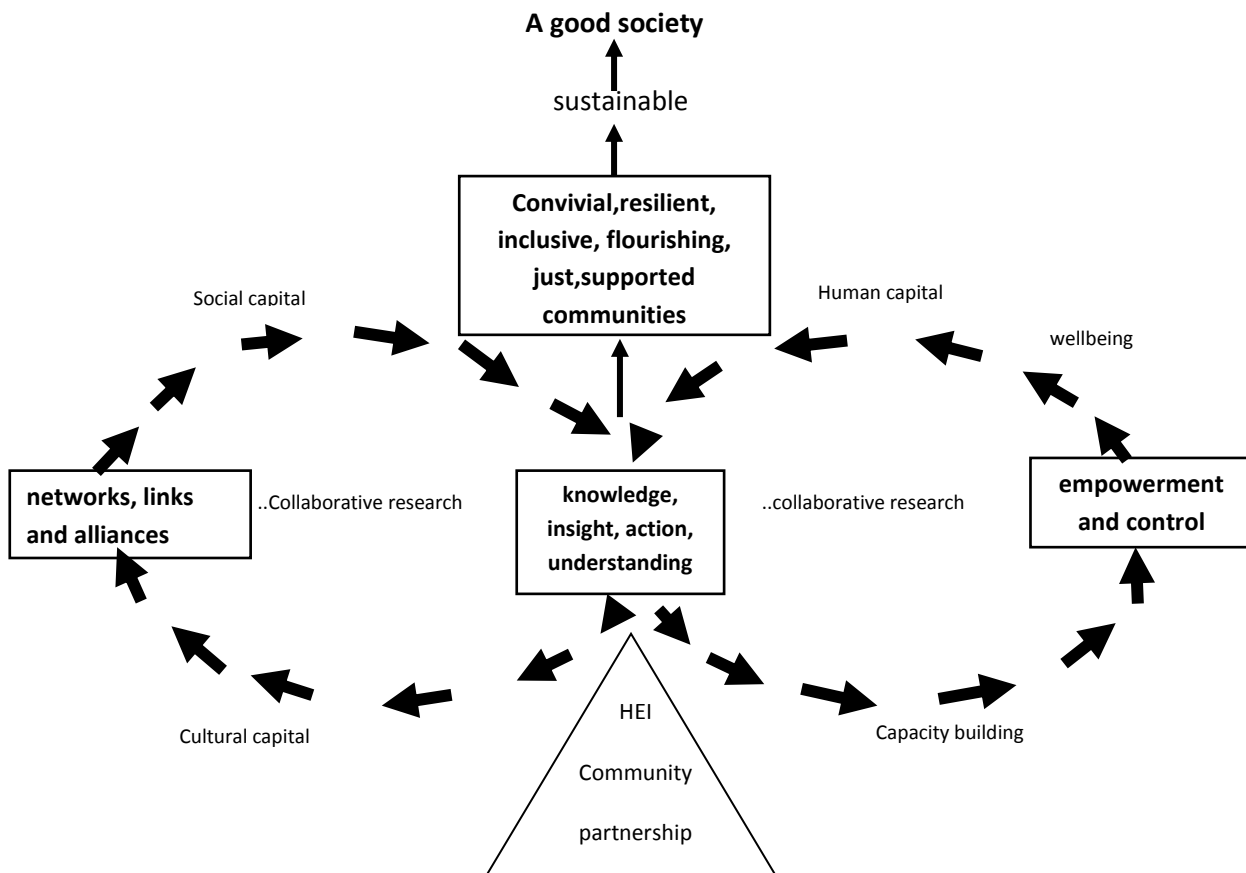 A good society
sustainable
Convivial,resilient,
inclusive, flourishing,
just,supported
communities
Social capital
Human capital
wellbeing
networks, links
and alliances
..Collaborative research
knowledge,
insight, action,
understanding
..collaborative research
empowerment
and control
Cultural capital
HEI
Community
partnership
Capacity building